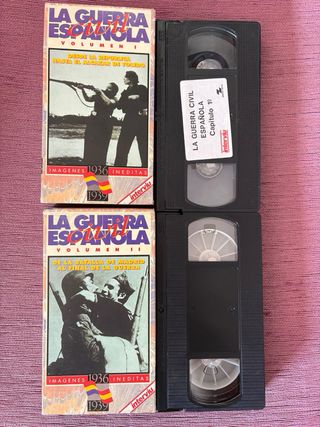 LA GUERRA
civil
ESPAÑOLA
VOLUMEN I
DESDE LA REPUBLICA
HASTA EL ALCAZAR DE TOLEDO
IMAGENES 1936 INEDITAS
1939
interviu
LA GUERRA CIVIL
ESPAÑOLA
Capítulo 1º
interviu
LA GUERRA
civil
ESPAÑOLA
VOLUMEN II
DE LA BATALLA DE MADRID
AL FINAL DE LA GUERRA
IMAGENES 1936 INEDITAS
1939
interviu